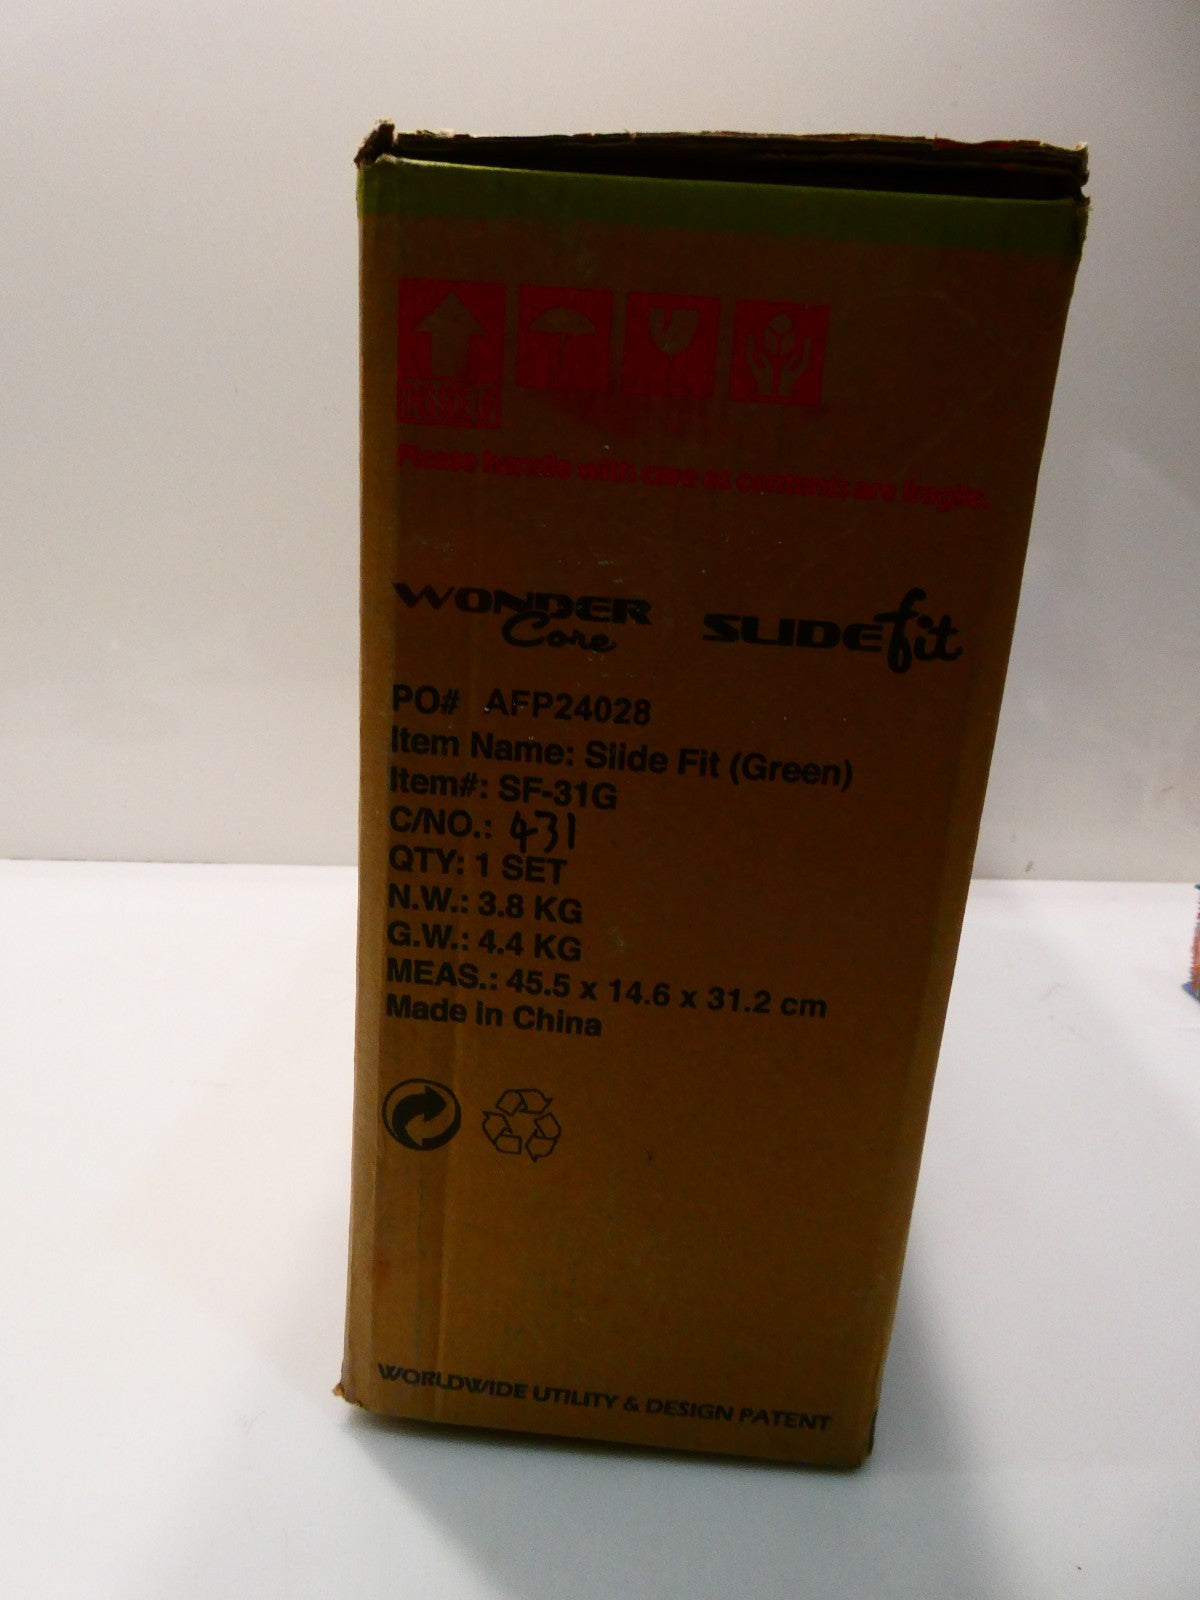 Please handle with care as contents are fragile.
WONDER Core SLIDEfit
PO# AFP24028
Item Name: Slide Fit (Green)
Item#: SF-31G
C/NO.: 431
QTY: 1 SET
N.W.: 3.8 KG
G.W.: 4.4 KG
MEAS.: 45.5 x 14.6 x 31.2 cm
Made In China
WORLDWIDE UTILITY & DESIGN PATENT